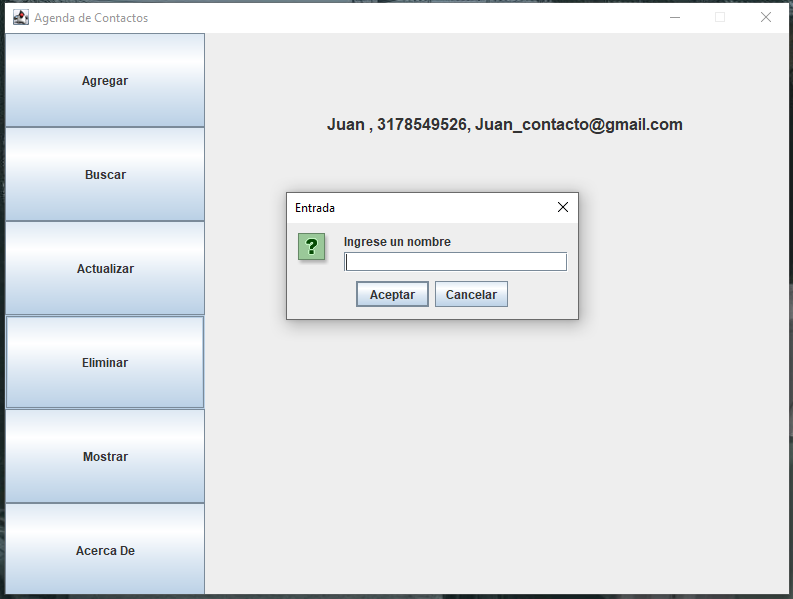 Agenda de Contactos
Agregar
Buscar
Actualizar
Eliminar
Mostrar
Acerca De
Juan , 3178549526, Juan_contacto@gmail.com
Entrada
?
Ingrese un nombre
Aceptar
Cancelar